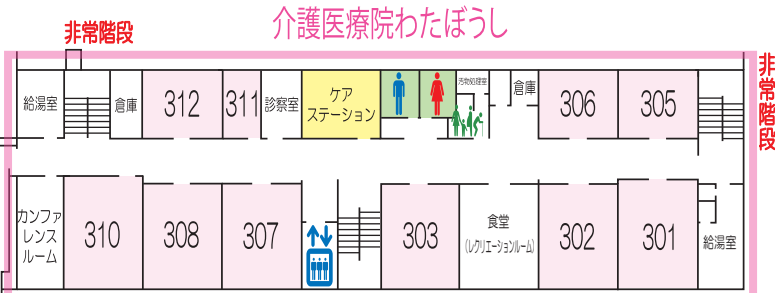 介護医療院わたぼうし
非常階段
非常階段
給湯室
倉庫
312
311
診察室
ケア
ステーション
汚物処理室
倉庫
306
305
カンファ
レンス
ルーム
310
308
307
303
食堂
(レクリエーションルーム)
302
301
給湯室